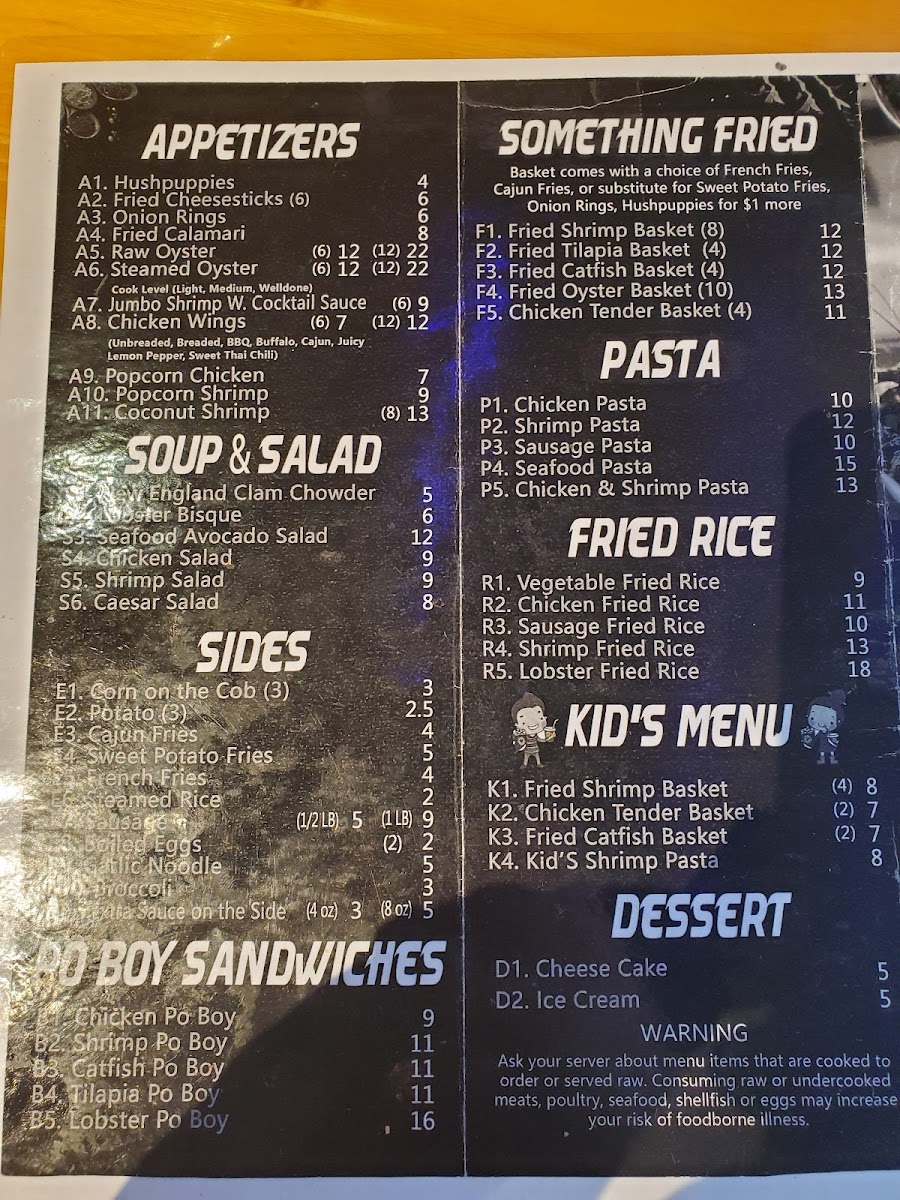 APPETIZERS
A1. Hushpuppies 4
A2. Fried Cheesesticks (6) 6
A3. Onion Rings 6
A4. Fried Calamari 8
A5. Raw Oyster (6) 12 (12) 22
A6. Steamed Oyster (6) 12 (12) 22
Cook Level (Light, Medium, Welldone)
A7. Jumbo Shrimp W. Cocktail Sauce (6) 9
A8. Chicken Wings (6) 7 (12) 12
(Unbreaded, Breaded, BBQ, Buffalo, Cajun, Juicy
Lemon Pepper, Sweet Thai Chili)
A9. Popcorn Chicken 7
A10. Popcorn Shrimp 9
A11. Coconut Shrimp (8) 13
SOUP & SALAD
New England Clam Chowder 5
Lobster Bisque 6
S3. Seafood Avocado Salad 12
S4. Chicken Salad 9
S5. Shrimp Salad 9
S6. Caesar Salad 8
SIDES
E1. Corn on the Cob (3) 3
E2. Potato (3) 2.5
E3. Cajun Fries 4
E4. Sweet Potato Fries 5
French Fries 4
Steamed Rice 2
Sausage (1/2 LB) 5 (1 LB) 9
Boiled Eggs (2) 2
Garlic Noodle 5
Broccoli 3
Extra Sauce on the Side (4 oz) 3 (8 oz) 5
PO BOY SANDWICHES
B1. Chicken Po Boy 9
B2. Shrimp Po Boy 11
B3. Catfish Po Boy 11
B4. Tilapia Po Boy 11
B5. Lobster Po Boy 16
SOMETHING FRIED
Basket comes with a choice of French Fries,
Cajun Fries, or substitute for Sweet Potato Fries,
Onion Rings, Hushpuppies for $1 more
F1. Fried Shrimp Basket (8) 12
F2. Fried Tilapia Basket (4) 12
F3. Fried Catfish Basket (4) 12
F4. Fried Oyster Basket (10) 13
F5. Chicken Tender Basket (4) 11
PASTA
P1. Chicken Pasta 10
P2. Shrimp Pasta 12
P3. Sausage Pasta 10
P4. Seafood Pasta 15
P5. Chicken & Shrimp Pasta 13
FRIED RICE
R1. Vegetable Fried Rice 9
R2. Chicken Fried Rice 11
R3. Sausage Fried Rice 10
R4. Shrimp Fried Rice 13
R5. Lobster Fried Rice 18
KID'S MENU
K1. Fried Shrimp Basket (4) 8
K2. Chicken Tender Basket (2) 7
K3. Fried Catfish Basket (2) 7
K4. Kid'S Shrimp Pasta 8
DESSERT
D1. Cheese Cake 5
D2. Ice Cream 5
WARNING
Ask your server about menu items that are cooked to
order or served raw. Consuming raw or undercooked
meats, poultry, seafood, shellfish or eggs may increase
your risk of foodborne illness.